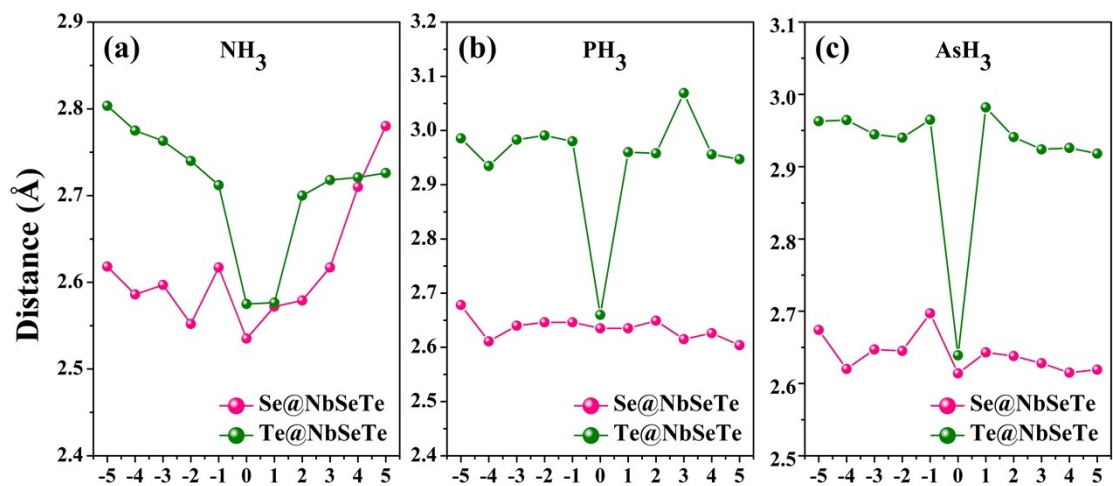 Distance (Å)
(a) NH3
2.9
2.8
2.7
2.6
2.5
2.4
Se@NbSeTe
Te@NbSeTe
-5 -4 -3 -2 -1 0 1 2 3 4 5
(b) PH3
3.2
3.1
3.0
2.9
2.8
2.7
2.6
2.5
2.4
Se@NbSeTe
Te@NbSeTe
-5 -4 -3 -2 -1 0 1 2 3 4 5
(c) AsH3
3.1
3.0
2.9
2.8
2.7
2.6
2.5
Se@NbSeTe
Te@NbSeTe
-5 -4 -3 -2 -1 0 1 2 3 4 5